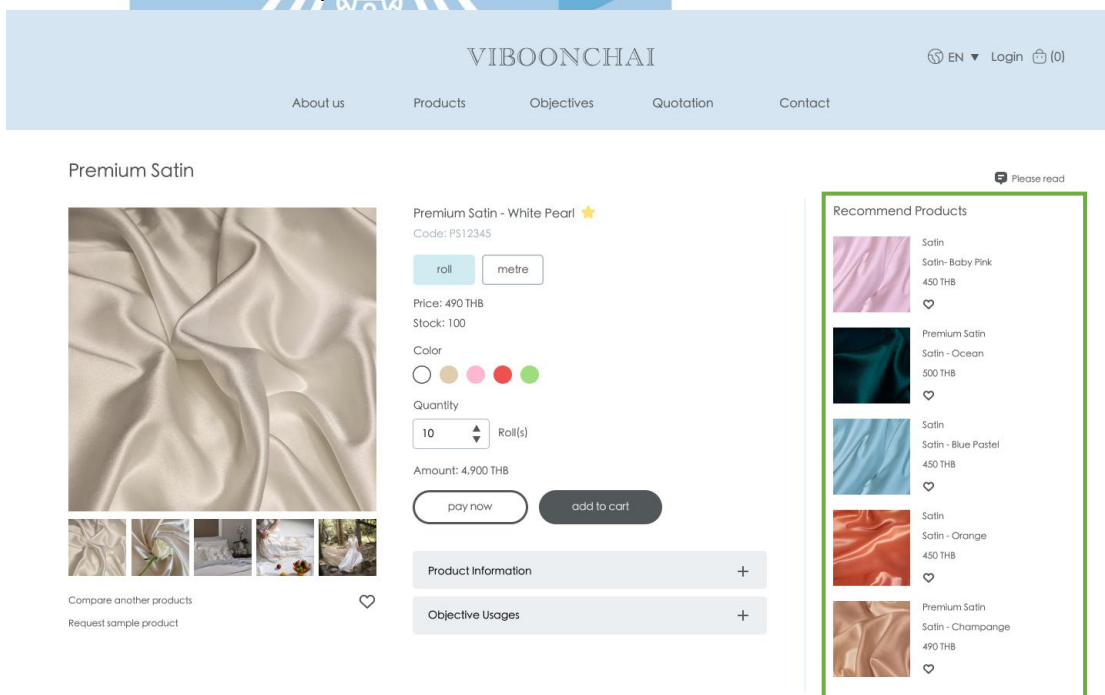 VIBOONCHAI
EN ▼ Login (0)
About us Products Objectives Quotation Contact
Premium Satin
Please read
Premium Satin - White Pearl
Code: PS12345
roll metre
Price: 490 THB
Stock: 100
Color
Quantity
10 Roll(s)
Amount: 4,900 THB
pay now add to cart
Product Information +
Objective Usages +
Compare another products
Request sample product
Recommend Products
Satin
Satin- Baby Pink
450 THB
Premium Satin
Satin - Ocean
500 THB
Satin
Satin - Blue Pastel
450 THB
Satin
Satin - Orange
450 THB
Premium Satin
Satin - Champange
490 THB